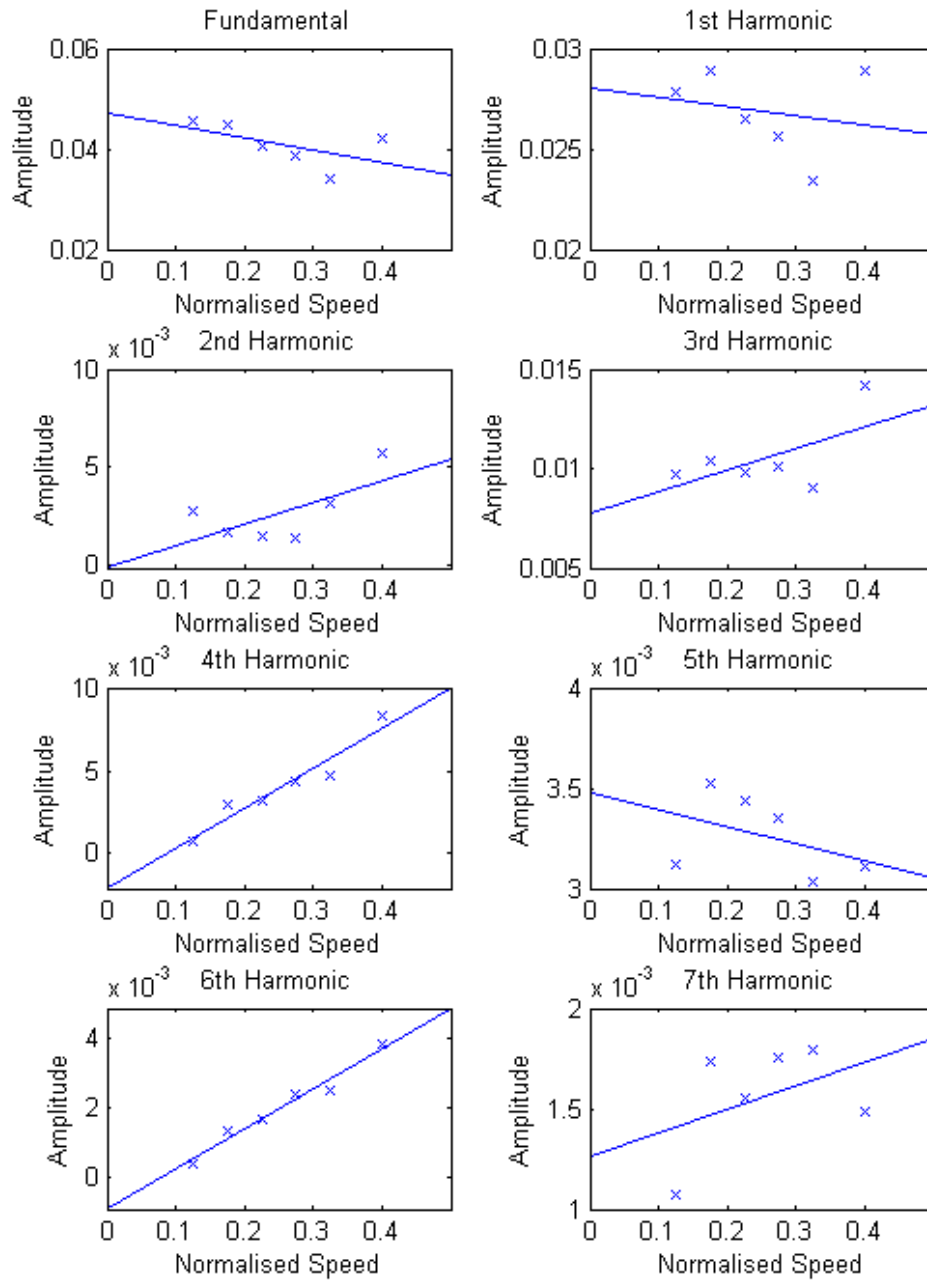 Fundamental
0.06
0.04
0.02
Amplitude
0 0.1 0.2 0.3 0.4
Normalised Speed
1st Harmonic
0.03
0.025
0.02
Amplitude
0 0.1 0.2 0.3 0.4
Normalised Speed
x 10^-3 2nd Harmonic
10
5
0
Amplitude
0 0.1 0.2 0.3 0.4
Normalised Speed
3rd Harmonic
0.015
0.01
0.005
Amplitude
0 0.1 0.2 0.3 0.4
Normalised Speed
x 10^-3 4th Harmonic
10
5
0
Amplitude
0 0.1 0.2 0.3 0.4
Normalised Speed
x 10^-3 5th Harmonic
4
3.5
3
Amplitude
0 0.1 0.2 0.3 0.4
Normalised Speed
x 10^-3 6th Harmonic
4
2
0
Amplitude
0 0.1 0.2 0.3 0.4
Normalised Speed
x 10^-3 7th Harmonic
2
1.5
1
Amplitude
0 0.1 0.2 0.3 0.4
Normalised Speed